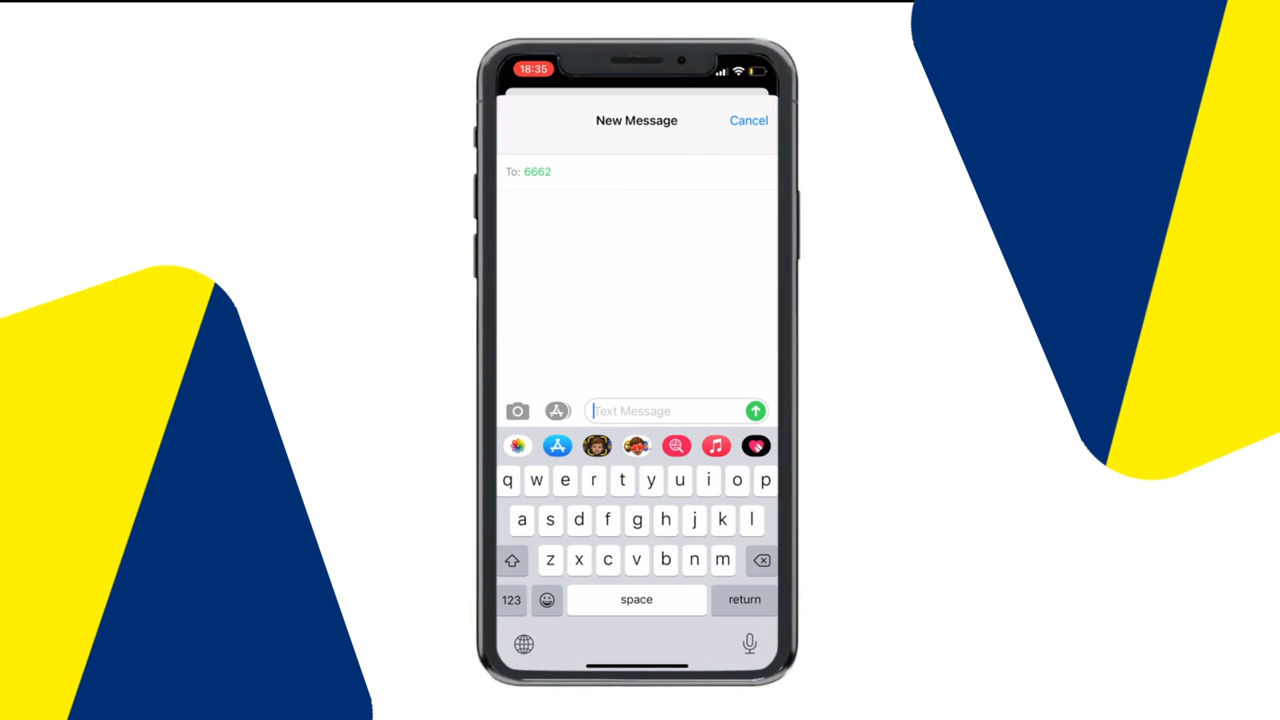 18:35
New Message Cancel
To: 6662
Text Message
q w e r t y u i o p
a s d f g h j k l
z x c v b n m
123 space return